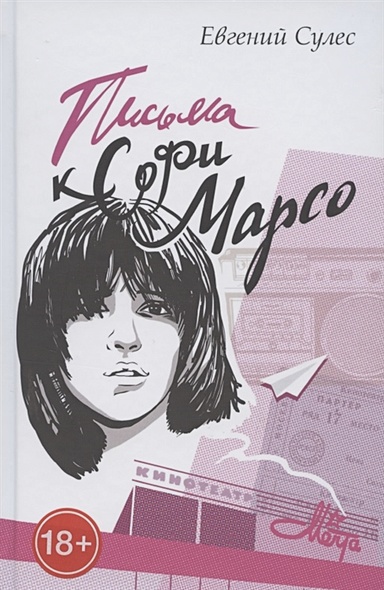 Евгений Сулес
Письма
к Софи
Марсо
ПАРТЕР
РЯД 17 МЕСТО
КИНОТЕАТР
Мечта
18+